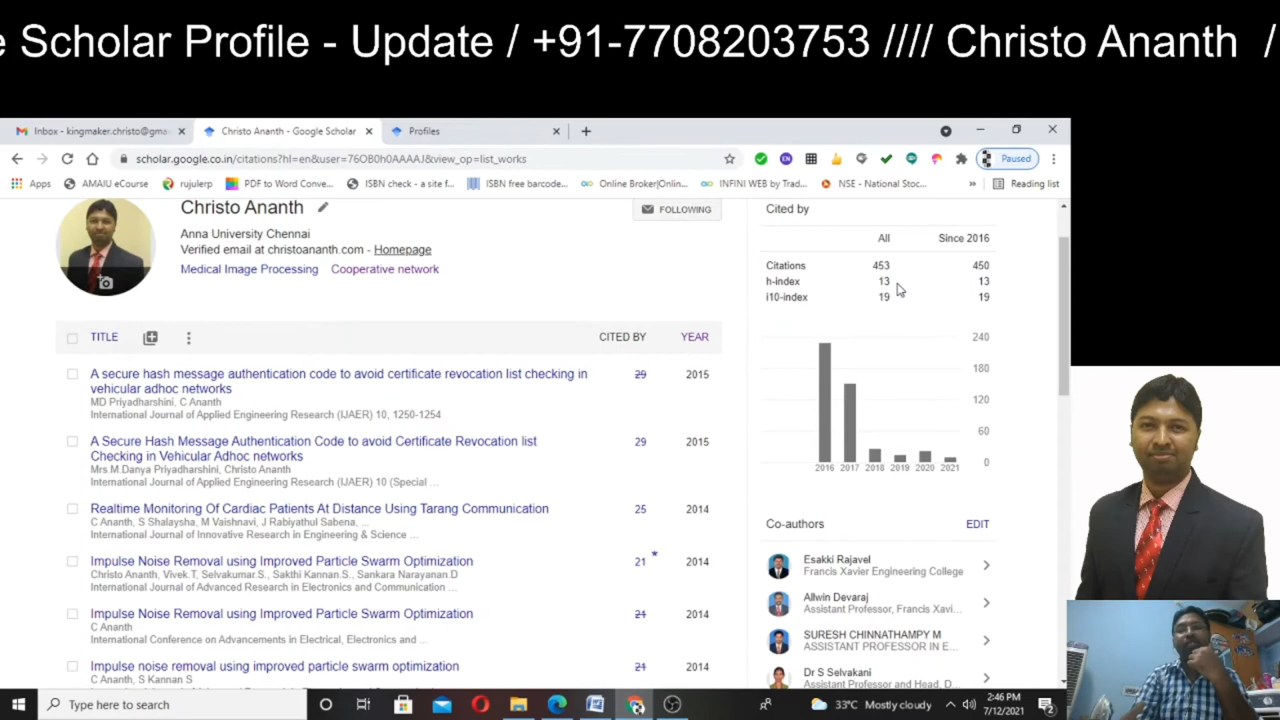 e Scholar Profile - Update / +91-7708203753 //// Christo Ananth /
Inbox - kingmaker.christo@gma
Christo Ananth - Google Scholar
Profiles
scholar.google.co.in/citations?hl=en&user=76OB0h0AAAAJ&view_op=list_works
Paused
Apps
AMAIU eCourse
rujulerp
PDF to Word Conve...
ISBN check - a site f...
ISBN free barcode...
Online Broker|Onlin...
INFINI WEB by Trad...
NSE - National Stoc...
»
Reading list
Christo Ananth
FOLLOWING
Anna University Chennai
Verified email at christoananth.com - Homepage
Medical Image Processing Cooperative network
TITLE CITED BY YEAR
A secure hash message authentication code to avoid certificate revocation list checking in 29 2015
vehicular adhoc networks
MD Priyadharshini, C Ananth
International Journal of Applied Engineering Research (IJAER) 10, 1250-1254
A Secure Hash Message Authentication Code to avoid Certificate Revocation list 29 2015
Checking in Vehicular Adhoc networks
Mrs.M.Danya Priyadharshini, Christo Ananth
International Journal of Applied Engineering Research (IJAER) 10 (Special ...
Realtime Monitoring Of Cardiac Patients At Distance Using Tarang Communication 25 2014
C Ananth, S Shalaysha, M Vaishnavi, J Rabiyathul Sabena, ...
International Journal of Innovative Research in Engineering & Science ...
Impulse Noise Removal using Improved Particle Swarm Optimization 21 * 2014
Christo Ananth, Vivek.T, Selvakumar.S., Sakthi Kannan.S., Sankara Narayanan.D
International Journal of Advanced Research in Electronics and Communication ...
Impulse Noise Removal using Improved Particle Swarm Optimization 21 2014
C Ananth
International Conference on Advancements in Electrical, Electronics and ...
Impulse noise removal using improved particle swarm optimization 21 2014
C Ananth, S Kannan S
Cited by
All Since 2016
Citations 453 450
h-index 13 13
i10-index 19 19
240
180
120
60
0
2016 2017 2018 2019 2020 2021
Co-authors EDIT
Esakki Rajavel
Francis Xavier Engineering College
Allwin Devaraj
Assistant Professor, Francis Xavi...
SURESH CHINNATHAMPY M
ASSISTANT PROFESSOR IN E...
Dr S Selvakani
Assistant Professor and Head, D...
Type here to search
33°C Mostly cloudy
2:46 PM
7/12/2021
2